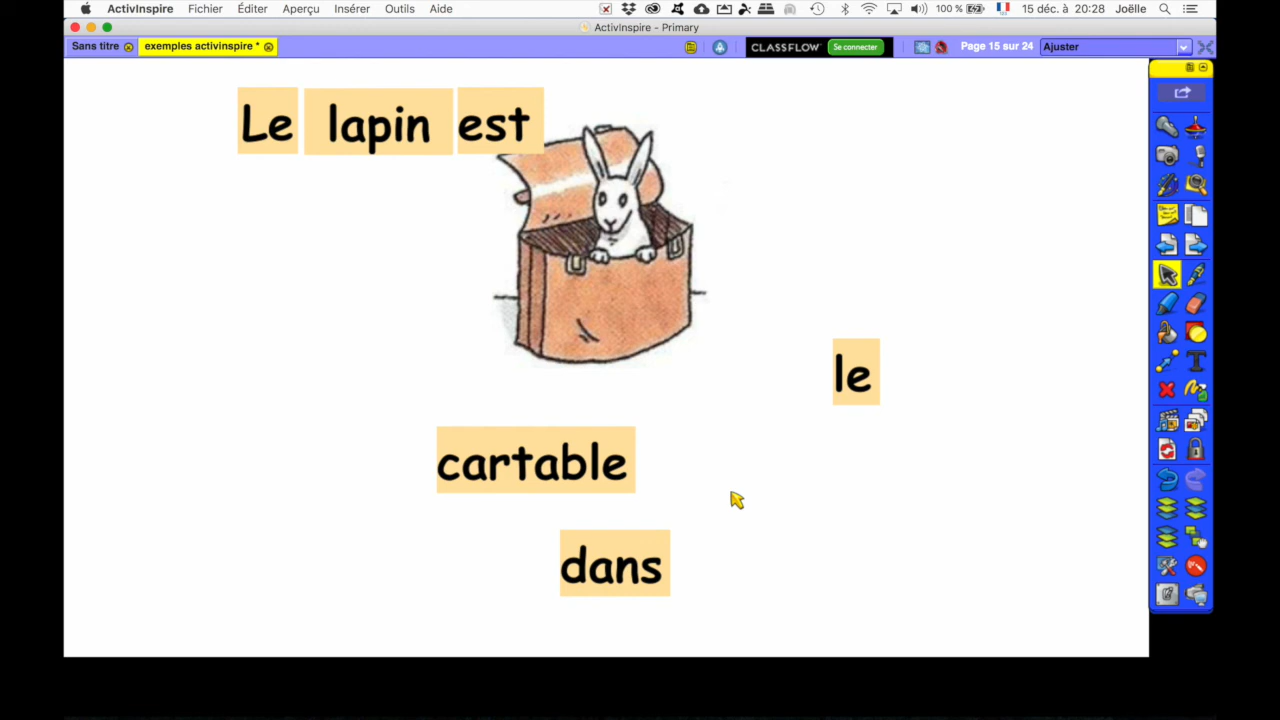 ActivInspire Fichier Éditer Aperçu Insérer Outils Aide 100 % 15 déc. à 20:28 Joëlle
ActivInspire - Primary
Sans titre exemples activinspire * CLASSFLOW Se connecter Page 15 sur 24 Ajuster
Le lapin est
le
cartable
dans